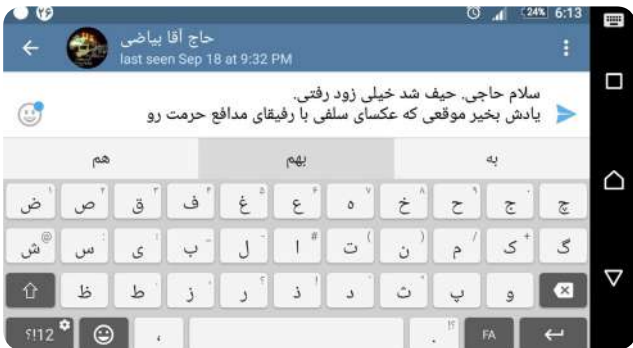 ۲۶ 24% 6:13
حاج آقا بیاضی
last seen Sep 18 at 9:32 PM
سلام حاجی. حیف شد خیلی زود رفتی.
یادش بخیر موقعی که عکسای سلفی با رفیقای مدافع حرمت رو
هم بهم به
ض ص ق ف غ ع ه خ ح ج چ
ش س ی ب ل ا ت ن م ک گ
ظ ط ز ر ذ د ث پ و
؟!12 ، . FA